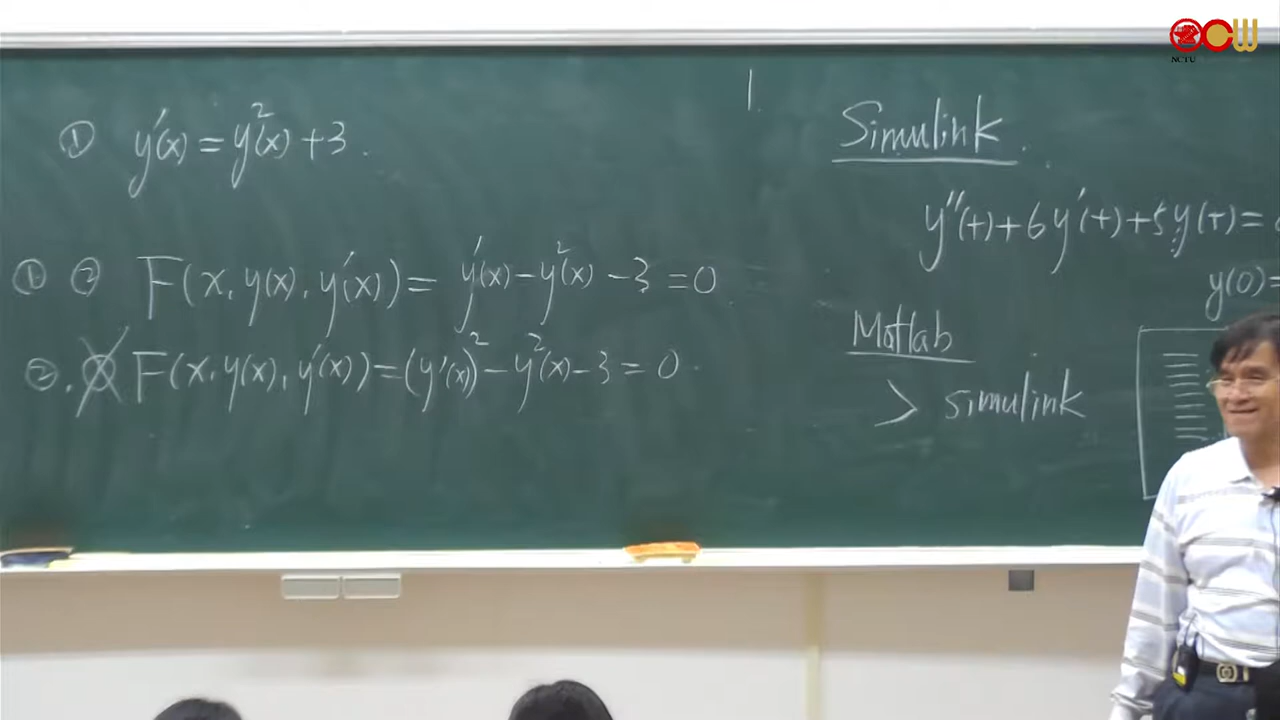 ① y'(x) = y²(x) + 3.
① ② F(x, y(x), y'(x)) = y'(x) - y²(x) - 3 = 0
②. F(x, y(x), y'(x)) = (y'(x))² - y²(x) - 3 = 0.
1.
Simulink.
y''(t) + 6y'(t) + 5y(t) =
y(0) =
Matlab
> simulink
OCW
NCTU